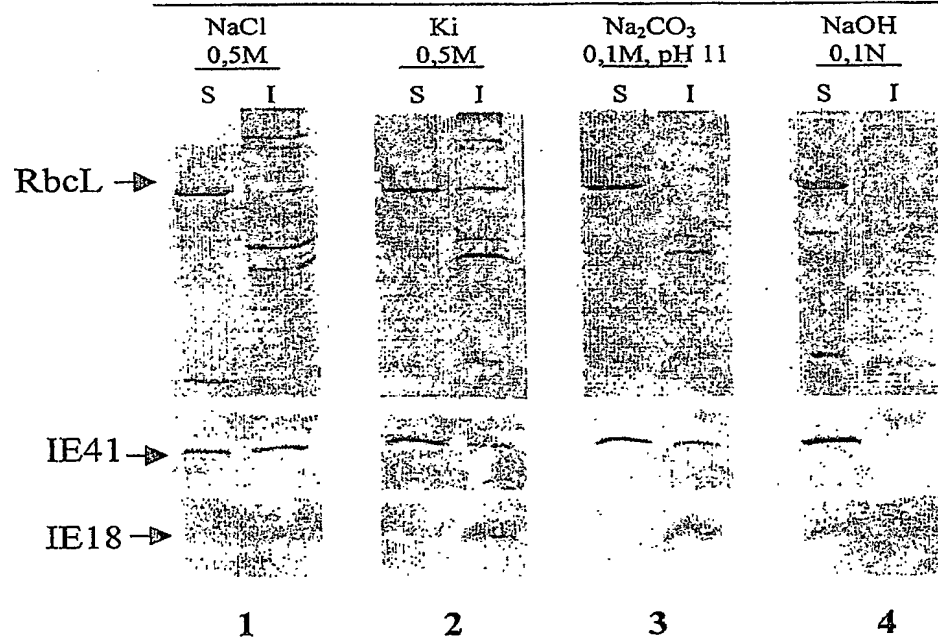 NaCl Ki Na₂CO₃ NaOH
0,5M 0,5M 0,1M, pH 11 0,1N
S I S I S I S I
RbcL
IE41
IE18
1 2 3 4